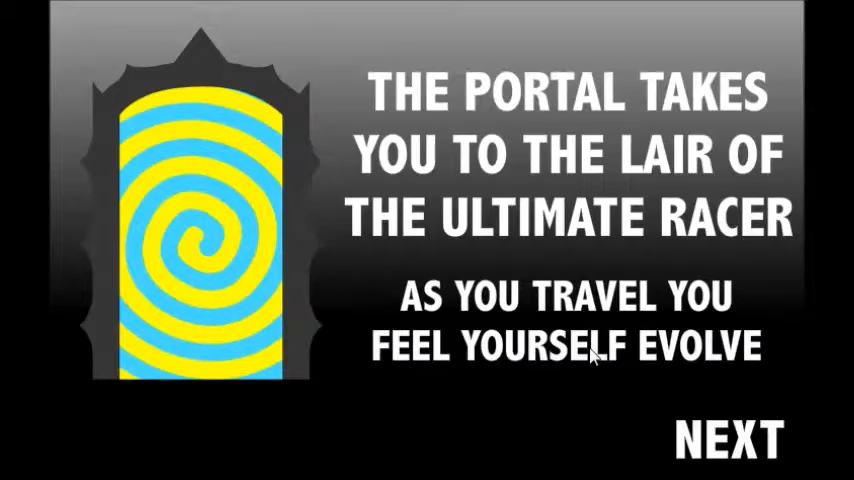 THE PORTAL TAKES
YOU TO THE LAIR OF
THE ULTIMATE RACER
AS YOU TRAVEL YOU
FEEL YOURSELF EVOLVE
NEXT